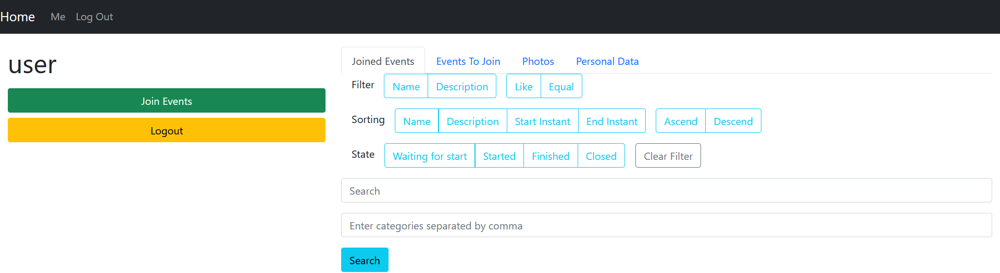 Home Me Log Out
user
Join Events
Logout
Joined Events Events To Join Photos Personal Data
Filter Name Description Like Equal
Sorting Name Description Start Instant End Instant Ascend Descend
State Waiting for start Started Finished Closed Clear Filter
Search
Enter categories separated by comma
Search